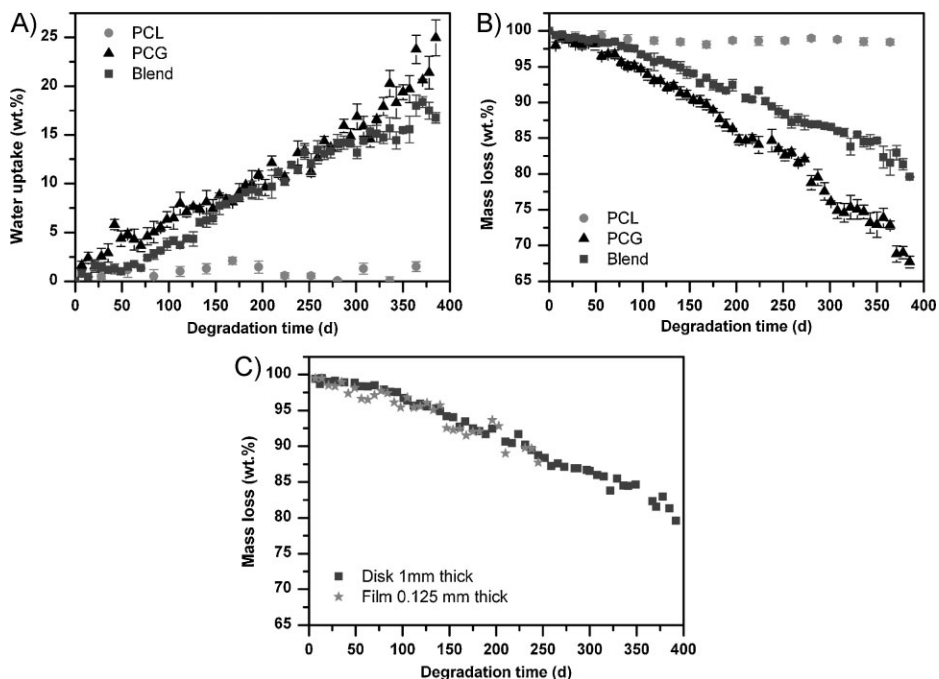 A)
Water uptake (wt.%)
25
20
15
10
5
0
PCL
PCG
Blend
0 50 100 150 200 250 300 350 400
Degradation time (d)
B)
Mass loss (wt.%)
100
95
90
85
80
75
70
65
PCL
PCG
Blend
0 50 100 150 200 250 300 350 400
Degradation time (d)
C)
Mass loss (wt.%)
100
95
90
85
80
75
70
65
Disk 1mm thick
Film 0.125 mm thick
0 50 100 150 200 250 300 350 400
Degradation time (d)